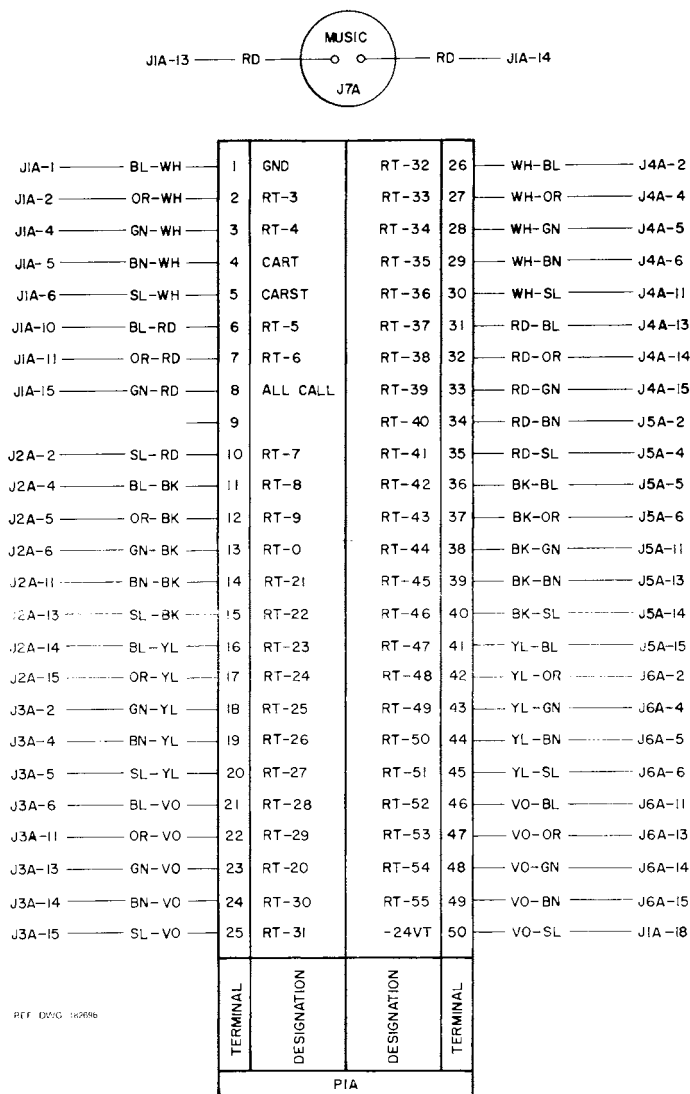 MUSIC
J1A-13 RD RD J1A-14
J7A
J1A-1 BL-WH 1 GND RT-32 26 WH-BL J4A-2
J1A-2 OR-WH 2 RT-3 RT-33 27 WH-OR J4A-4
J1A-4 GN-WH 3 RT-4 RT-34 28 WH-GN J4A-5
J1A-5 BN-WH 4 CART RT-35 29 WH-BN J4A-6
J1A-6 SL-WH 5 CARST RT-36 30 WH-SL J4A-11
J1A-10 BL-RD 6 RT-5 RT-37 31 RD-BL J4A-13
J1A-11 OR-RD 7 RT-6 RT-38 32 RD-OR J4A-14
J1A-15 GN-RD 8 ALL CALL RT-39 33 RD-GN J4A-15
9 RT-40 34 RD-BN J5A-2
J2A-2 SL-RD 10 RT-7 RT-41 35 RD-SL J5A-4
J2A-4 BL-BK 11 RT-8 RT-42 36 BK-BL J5A-5
J2A-5 OR-BK 12 RT-9 RT-43 37 BK-OR J5A-6
J2A-6 GN-BK 13 RT-0 RT-44 38 BK-GN J5A-11
J2A-11 BN-BK 14 RT-21 RT-45 39 BK-BN J5A-13
J2A-13 SL-BK 15 RT-22 RT-46 40 BK-SL J5A-14
J2A-14 BL-YL 16 RT-23 RT-47 41 YL-BL J5A-15
J2A-15 OR-YL 17 RT-24 RT-48 42 YL-OR J6A-2
J3A-2 GN-YL 18 RT-25 RT-49 43 YL-GN J6A-4
J3A-4 BN-YL 19 RT-26 RT-50 44 YL-BN J6A-5
J3A-5 SL-YL 20 RT-27 RT-51 45 YL-SL J6A-6
J3A-6 BL-VO 21 RT-28 RT-52 46 VO-BL J6A-11
J3A-11 OR-VO 22 RT-29 RT-53 47 VO-OR J6A-13
J3A-13 GN-VO 23 RT-20 RT-54 48 VO-GN J6A-14
J3A-14 BN-VO 24 RT-30 RT-55 49 VO-BN J6A-15
J3A-15 SL-VO 25 RT-31 -24VT 50 VO-SL J1A-18
TERMINAL DESIGNATION DESIGNATION TERMINAL
REF DWG 182696
P1A